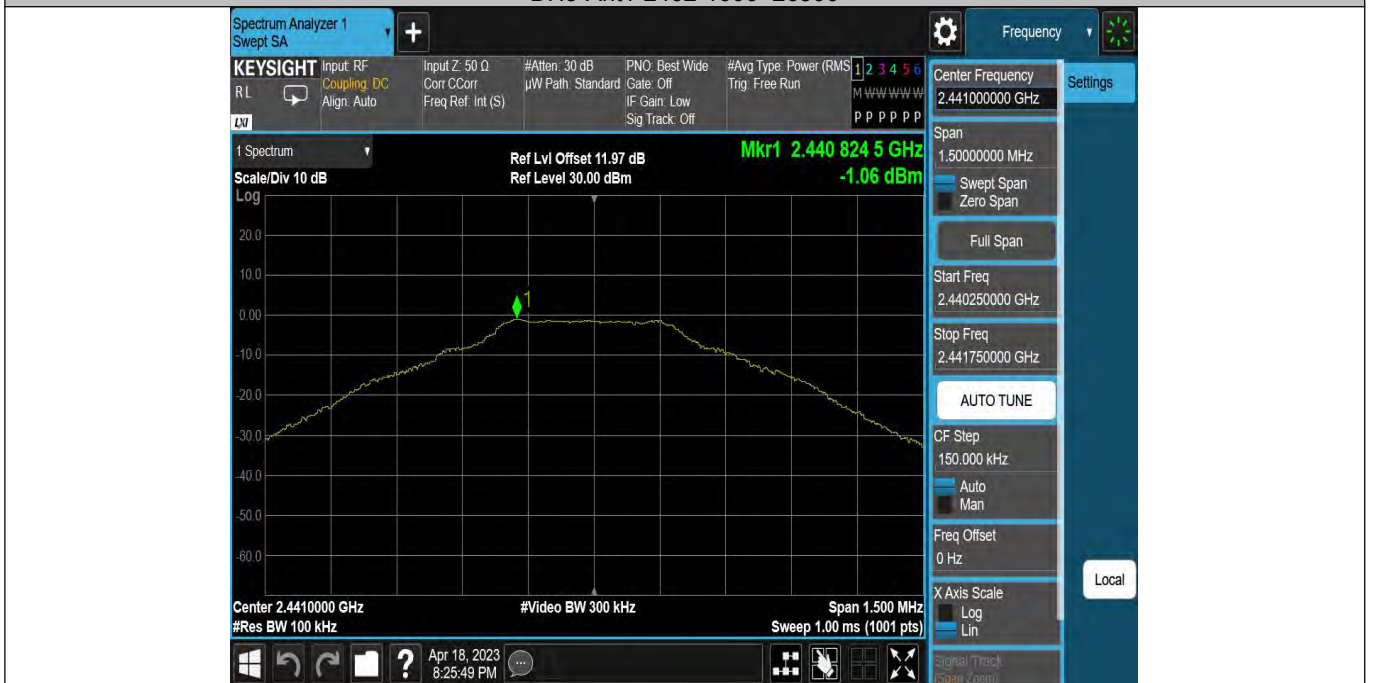 Spectrum Analyzer 1
Swept SA
+
Frequency
KEYSIGHT
RL
LXI
Input: RF
Coupling: DC
Align: Auto
Input Z: 50 Ω
Corr CCorr
Freq Ref: Int (S)
#Atten: 30 dB
µW Path: Standard
PNO: Best Wide
Gate: Off
IF Gain: Low
Sig Track: Off
#Avg Type: Power (RMS
Trig: Free Run
1 2 3 4 5 6
M W W W W W
P P P P P P
1 Spectrum
Scale/Div 10 dB
Log
Ref Lvl Offset 11.97 dB
Ref Level 30.00 dBm
Mkr1 2.440 824 5 GHz
-1.06 dBm
20.0
10.0
0.00
-10.0
-20.0
-30.0
-40.0
-50.0
-60.0
1
Center 2.4410000 GHz
#Res BW 100 kHz
#Video BW 300 kHz
Span 1.500 MHz
Sweep 1.00 ms (1001 pts)
Center Frequency
2.441000000 GHz
Settings
Span
1.50000000 MHz
Swept Span
Zero Span
Full Span
Start Freq
2.440250000 GHz
Stop Freq
2.441750000 GHz
AUTO TUNE
CF Step
150.000 kHz
Auto
Man
Freq Offset
0 Hz
X Axis Scale
Log
Lin
Local
Signal Track
(Span Zoom)
?
Apr 18, 2023
8:25:49 PM